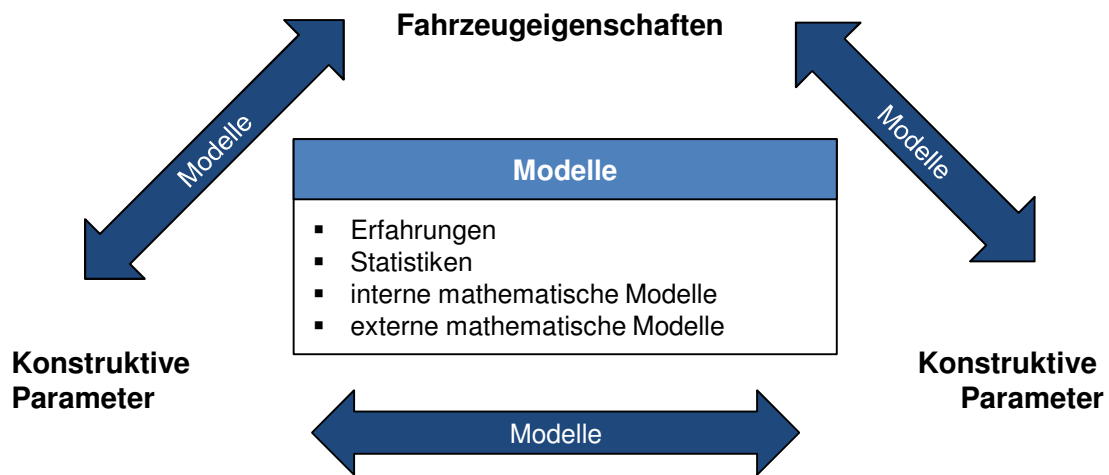 Fahrzeugeigenschaften
Modelle
Modelle
Modelle
▪ Erfahrungen
▪ Statistiken
▪ interne mathematische Modelle
▪ externe mathematische Modelle
Konstruktive
Parameter
Konstruktive
Parameter
Modelle